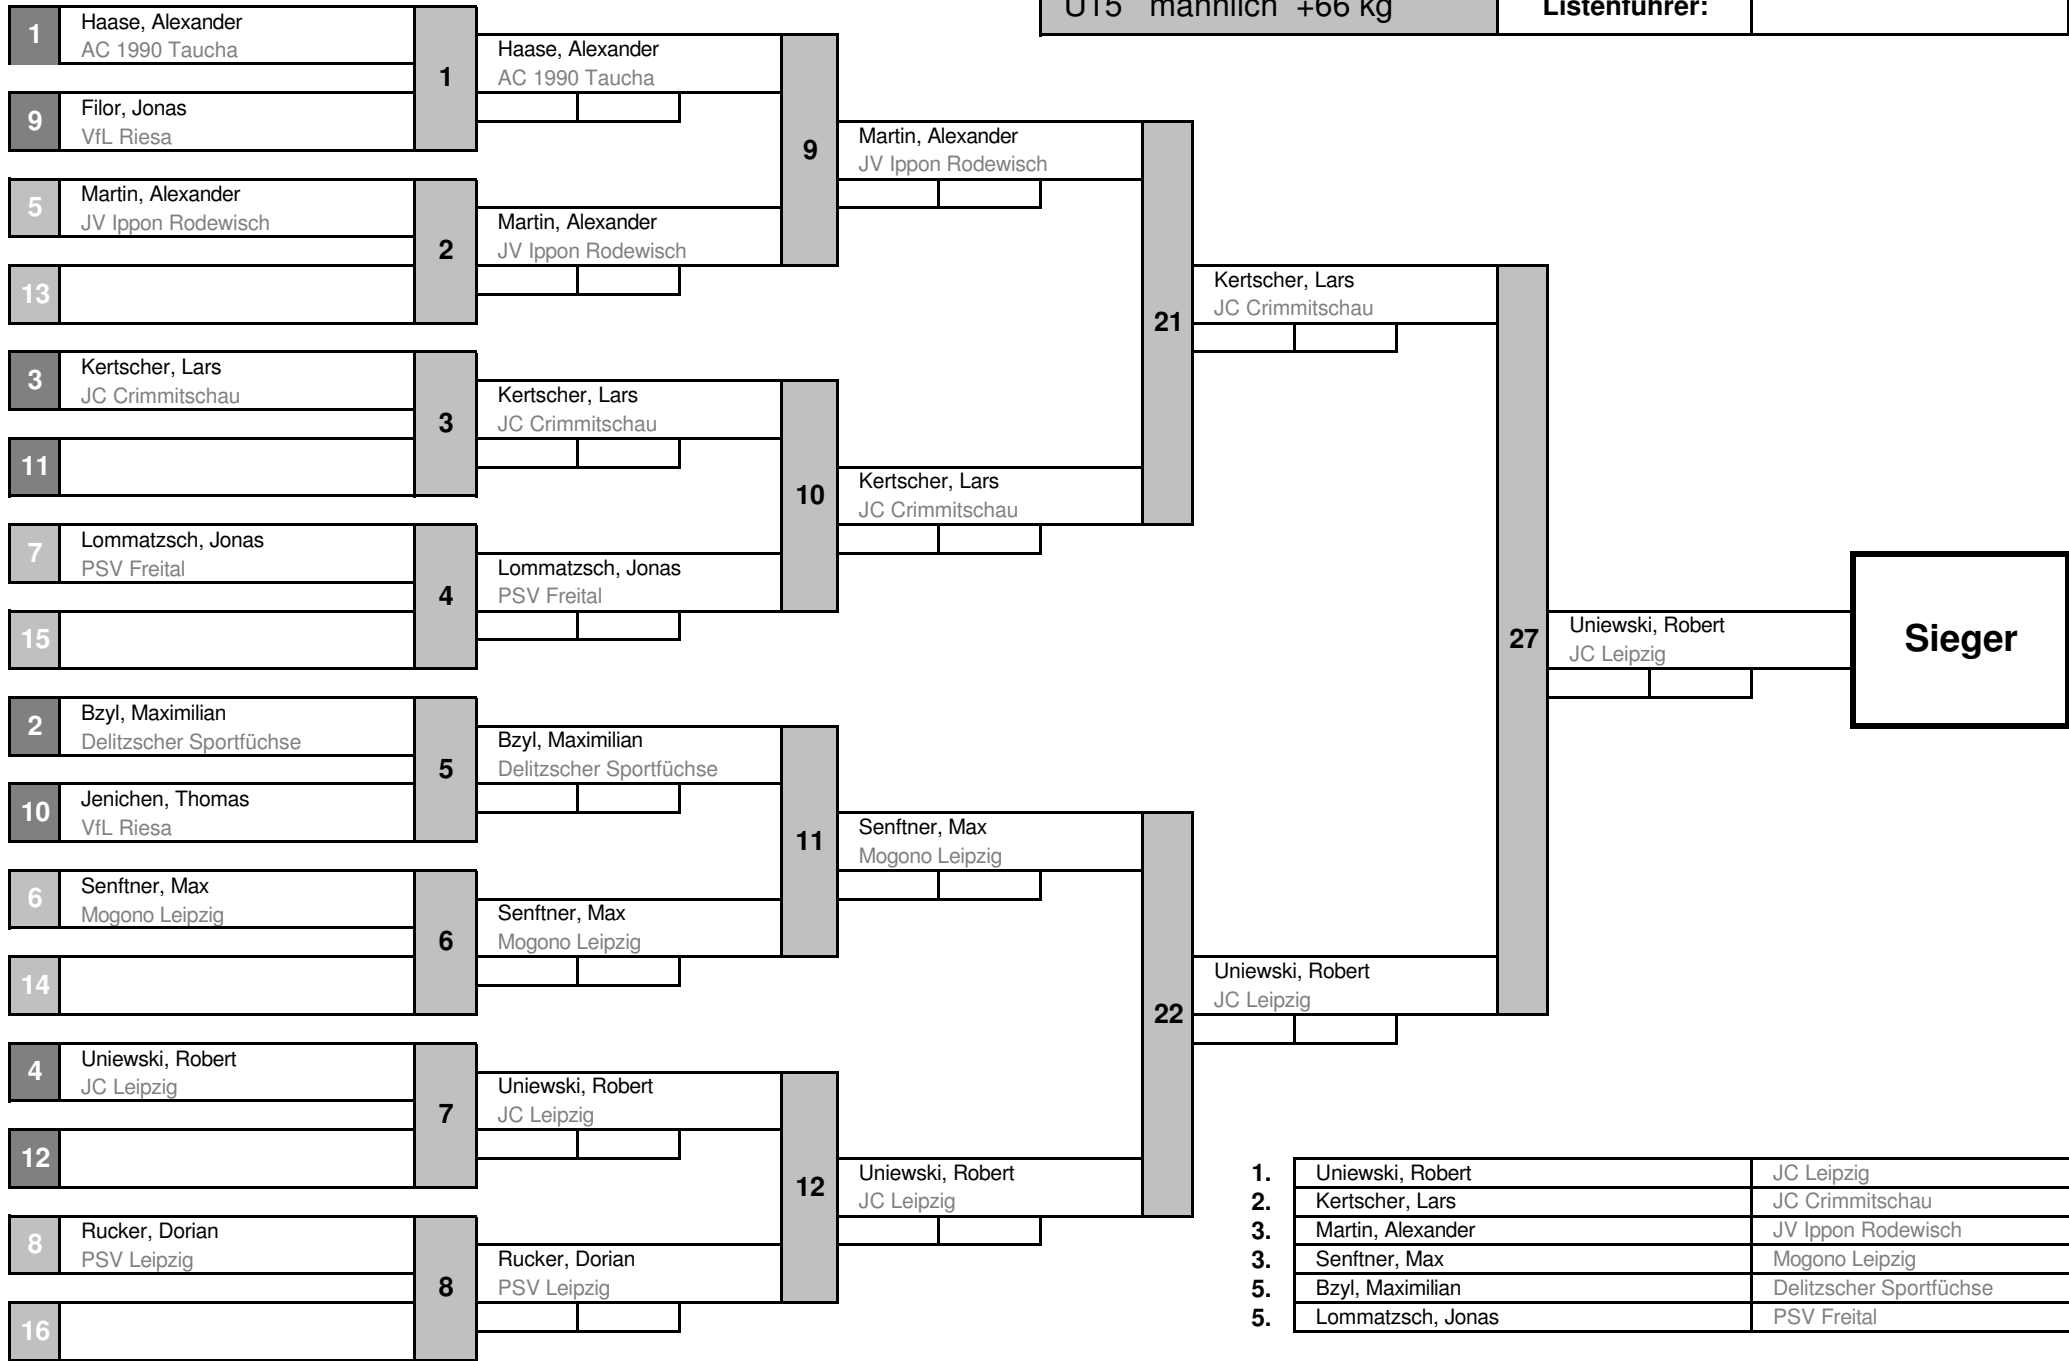 U15 männlich +66 kg
Listenführer:
1
Haase, Alexander
AC 1990 Taucha
9
Filor, Jonas
VfL Riesa
1
5
Martin, Alexander
JV Ippon Rodewisch
13
2
3
Kertscher, Lars
JC Crimmitschau
11
3
7
Lommatzsch, Jonas
PSV Freital
15
4
2
Bzyl, Maximilian
Delitzscher Sportfüchse
10
Jenichen, Thomas
VfL Riesa
5
6
Senftner, Max
Mogono Leipzig
14
6
4
Uniewski, Robert
JC Leipzig
12
7
8
Rucker, Dorian
PSV Leipzig
16
8
Haase, Alexander
AC 1990 Taucha
Martin, Alexander
JV Ippon Rodewisch
9
Kertscher, Lars
JC Crimmitschau
Lommatzsch, Jonas
PSV Freital
10
Bzyl, Maximilian
Delitzscher Sportfüchse
Senftner, Max
Mogono Leipzig
11
Uniewski, Robert
JC Leipzig
Rucker, Dorian
PSV Leipzig
12
Martin, Alexander
JV Ippon Rodewisch
Kertscher, Lars
JC Crimmitschau
21
Senftner, Max
Mogono Leipzig
Uniewski, Robert
JC Leipzig
22
Kertscher, Lars
JC Crimmitschau
Uniewski, Robert
JC Leipzig
27
Uniewski, Robert
JC Leipzig
Sieger
1. Uniewski, Robert JC Leipzig
2. Kertscher, Lars JC Crimmitschau
3. Martin, Alexander JV Ippon Rodewisch
3. Senftner, Max Mogono Leipzig
5. Bzyl, Maximilian Delitzscher Sportfüchse
5. Lommatzsch, Jonas PSV Freital